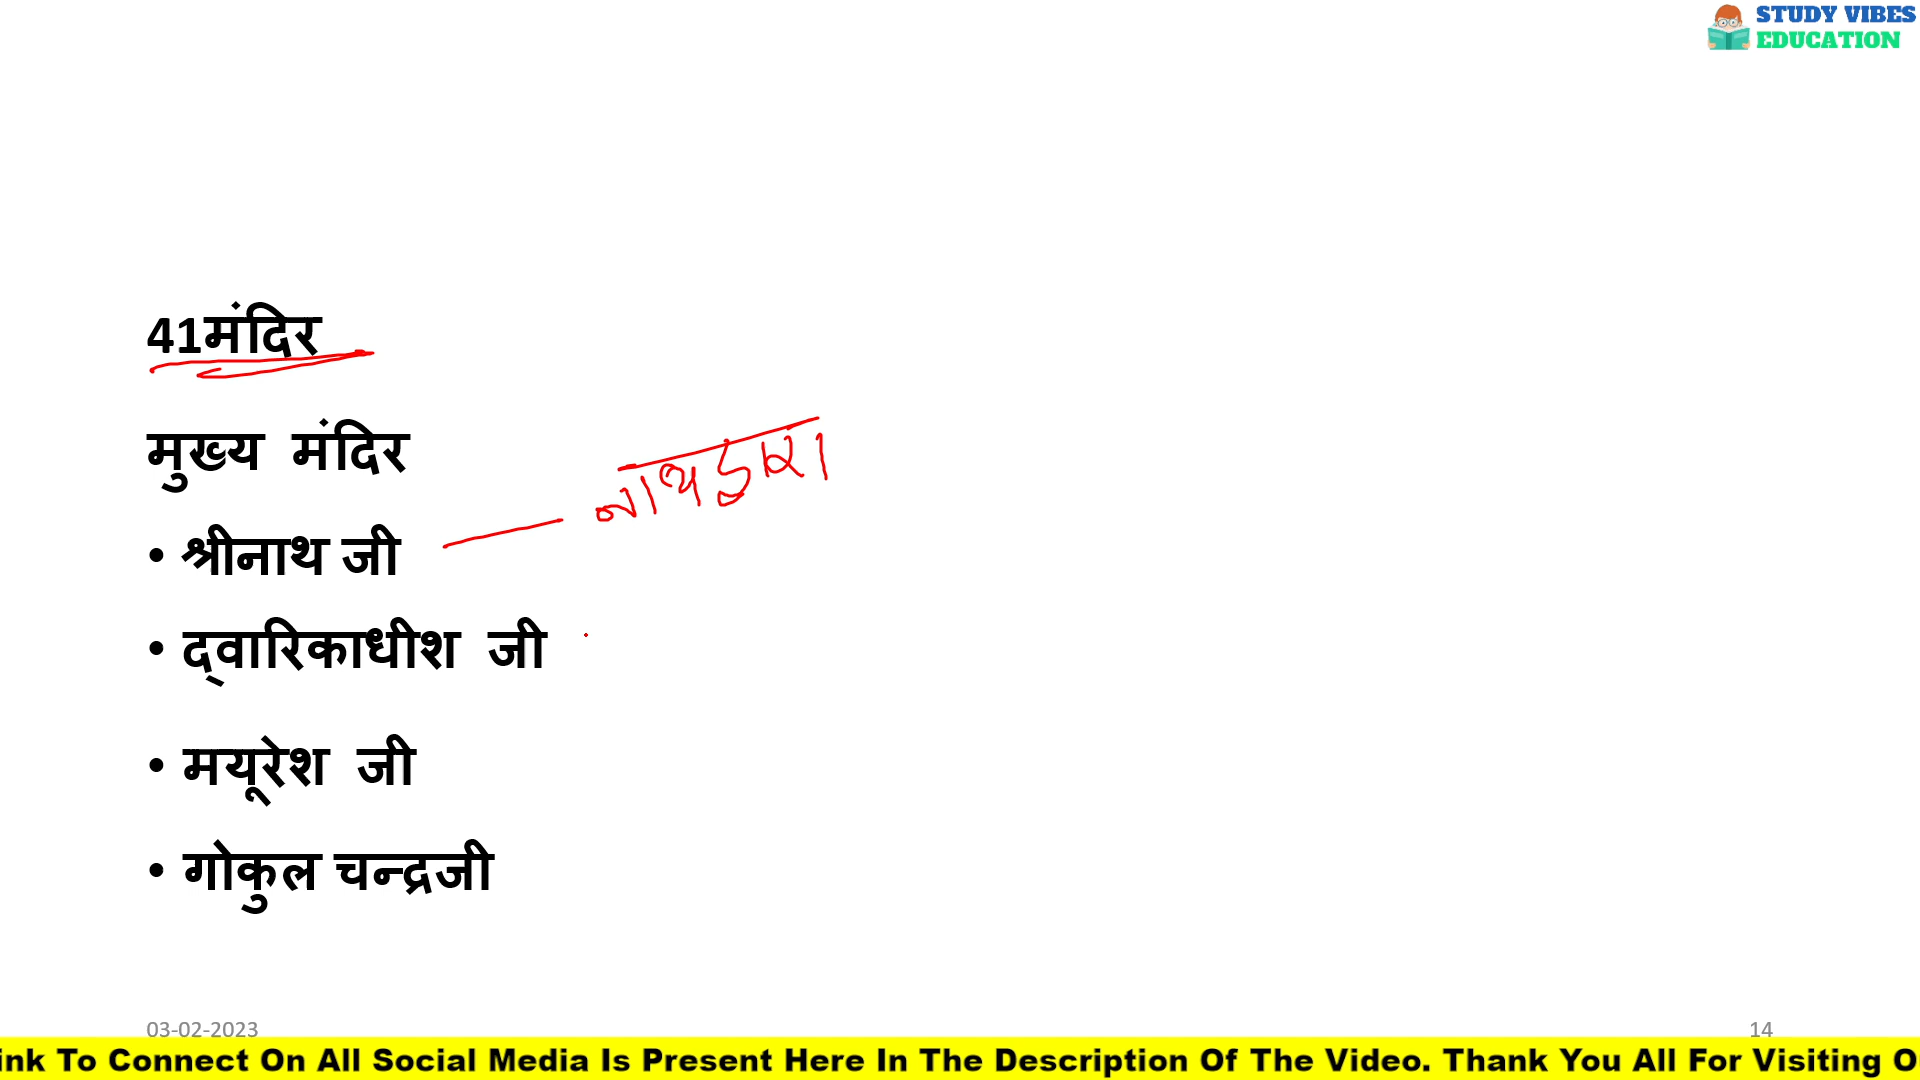 STUDY VIBES
EDUCATION
41मंदिर
मुख्य मंदिर
• श्रीनाथ जी
नाथद्वारा
• द्वारिकाधीश जी
• मयूरेश जी
• गोकुल चन्द्रजी
03-02-2023
14
ink To Connect On All Social Media Is Present Here In The Description Of The Video. Thank You All For Visiting O